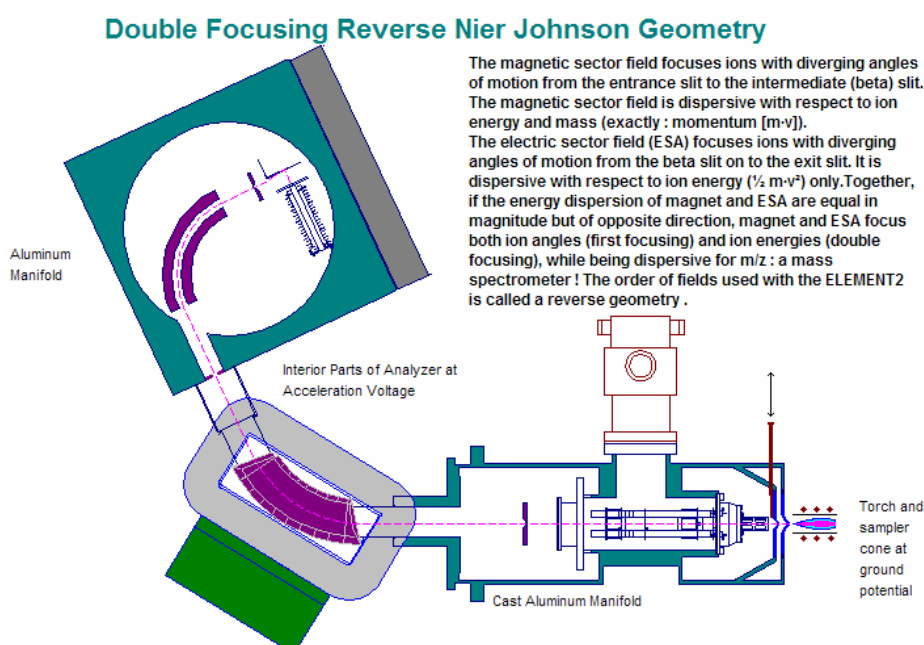 Double Focusing Reverse Nier Johnson Geometry
The magnetic sector field focuses ions with diverging angles
of motion from the entrance slit to the intermediate (beta) slit.
The magnetic sector field is dispersive with respect to ion
energy and mass (exactly : momentum [m·v]).
The electric sector field (ESA) focuses ions with diverging
angles of motion from the beta slit on to the exit slit. It is
dispersive with respect to ion energy (½ m·v²) only.Together,
if the energy dispersion of magnet and ESA are equal in
magnitude but of opposite direction, magnet and ESA focus
both ion angles (first focusing) and ion energies (double
focusing), while being dispersive for m/z : a mass
spectrometer ! The order of fields used with the ELEMENT2
is called a reverse geometry .
Aluminum
Manifold
Interior Parts of Analyzer at
Acceleration Voltage
Torch and
sampler
cone at
ground
potential
Cast Aluminum Manifold